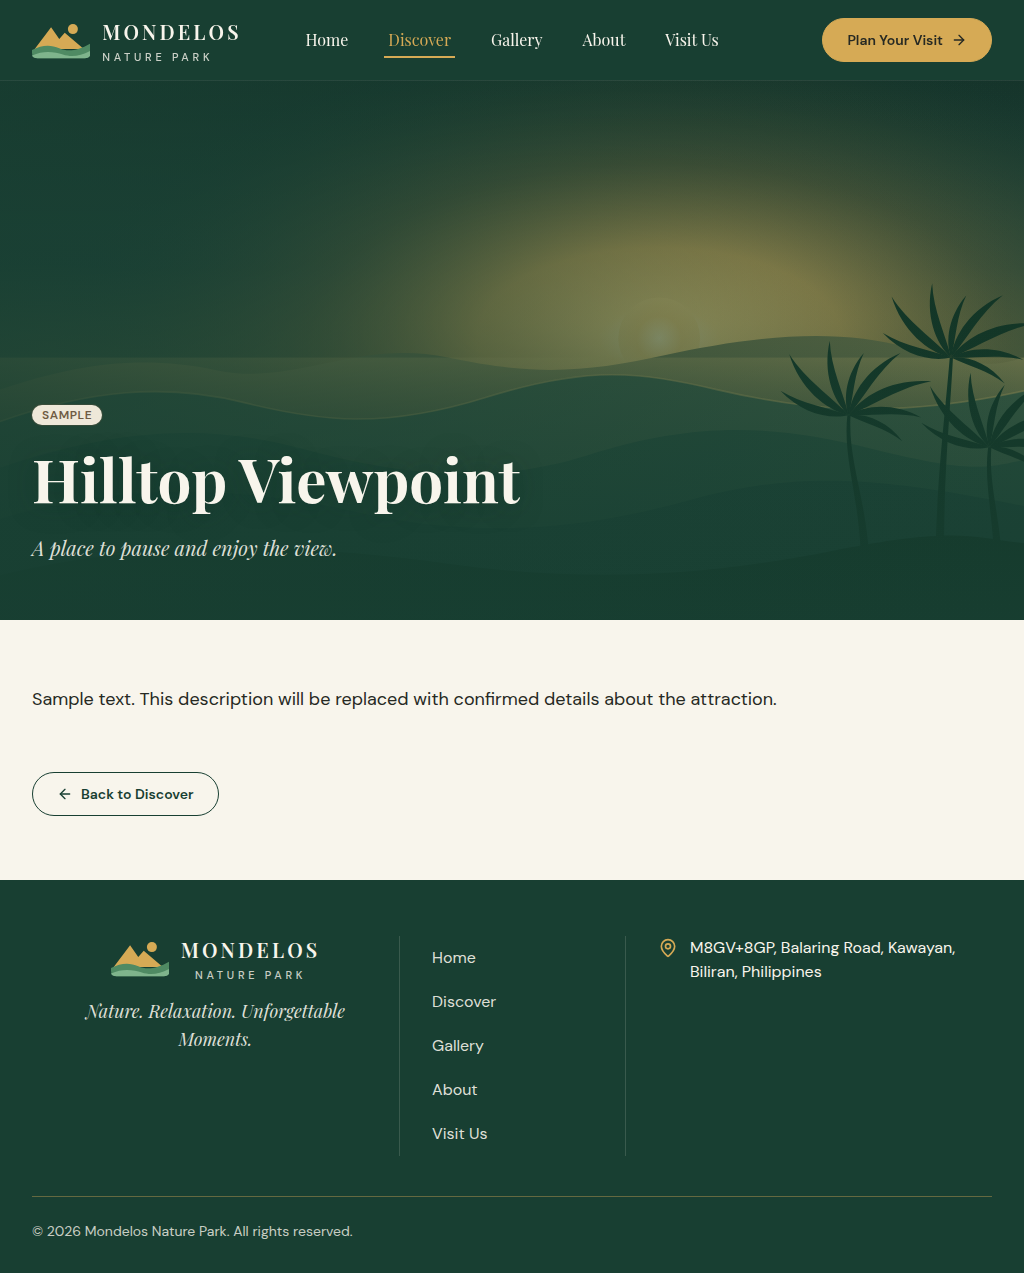 MONDELOS
NATURE PARK
Home
Discover
Gallery
About
Visit Us
Plan Your Visit
SAMPLE
Hilltop Viewpoint
A place to pause and enjoy the view.
Sample text. This description will be replaced with confirmed details about the attraction.
Back to Discover
MONDELOS
NATURE PARK
Nature. Relaxation. Unforgettable
Moments.
Home
Discover
Gallery
About
Visit Us
M8GV+8GP, Balaring Road, Kawayan,
Biliran, Philippines
© 2026 Mondelos Nature Park. All rights reserved.